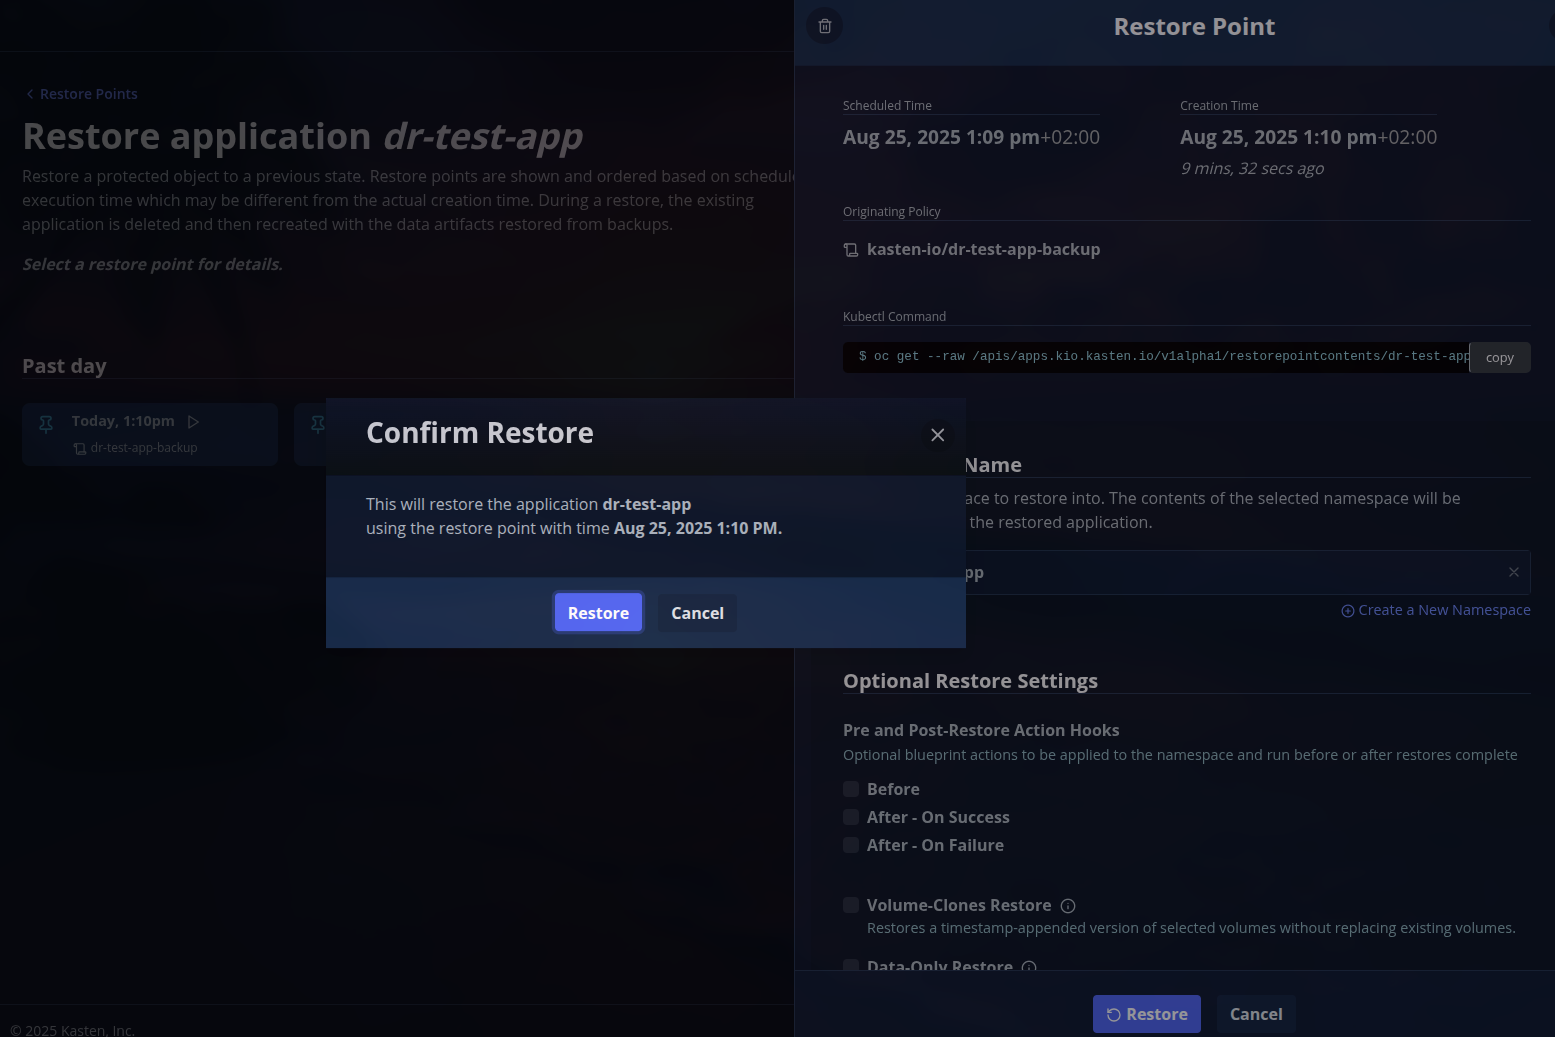 Restore Points
Restore application dr-test-app
Restore a protected object to a previous state. Restore points are shown and ordered based on
execution time which may be different from the actual creation time. During a restore, the existing
application is deleted and then recreated with the data artifacts restored from backups.
Select a restore point for details.
Past day
Today, 1:10pm
dr-test-app-backup
© 2025 Kasten, Inc.
Restore Point
Scheduled Time
Aug 25, 2025 1:09 pm+02:00
Creation Time
Aug 25, 2025 1:10 pm+02:00
9 mins, 32 secs ago
Originating Policy
kasten-io/dr-test-app-backup
Kubectl Command
$ oc get --raw /apis/apps.kio.kasten.io/v1alpha1/restorepointcontents/dr-test-app
copy
Name
to restore into. The contents of the selected namespace will be
the restored application.
Create a New Namespace
Optional Restore Settings
Pre and Post-Restore Action Hooks
Optional blueprint actions to be applied to the namespace and run before or after restores complete
Before
After - On Success
After - On Failure
Volume-Clones Restore
Restores a timestamp-appended version of selected volumes without replacing existing volumes.
Data-Only Restore
Restore
Cancel
Confirm Restore
This will restore the application dr-test-app
using the restore point with time Aug 25, 2025 1:10 PM.
Restore
Cancel